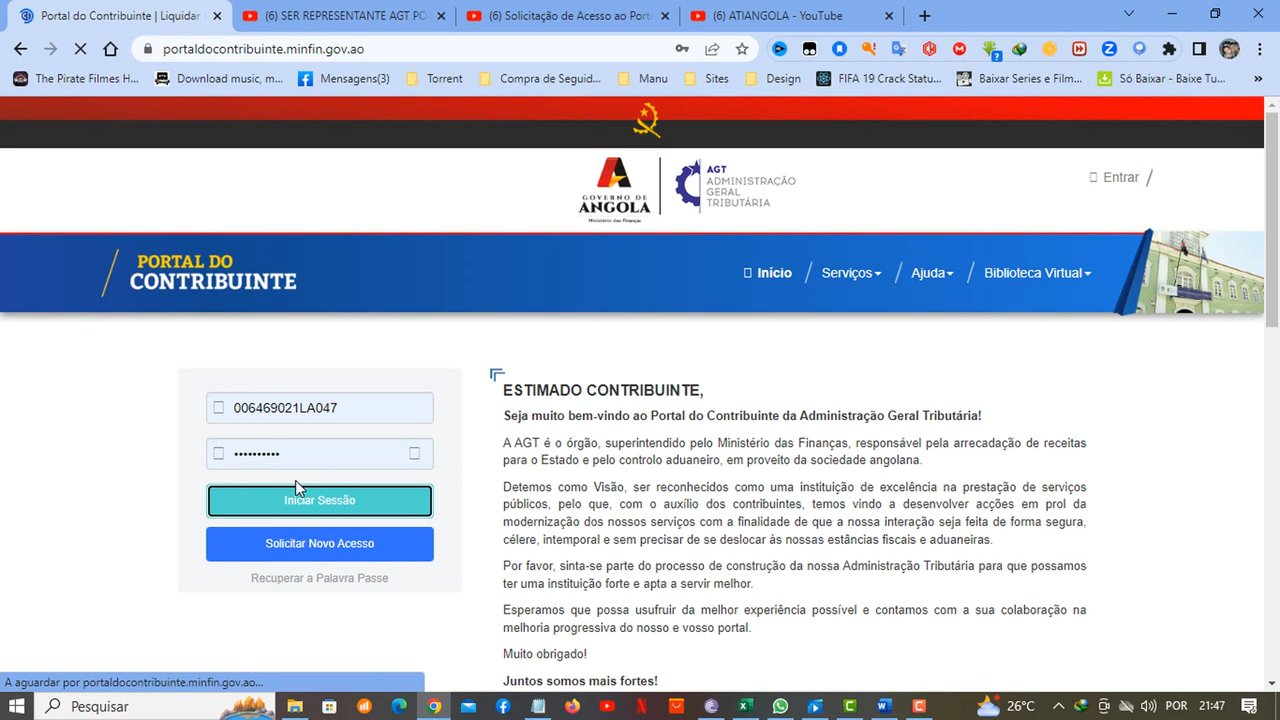 Portal do Contribuinte | Liquidar
(6) SER REPRESENTANTE AGT PO
(6) Solicitação de Acesso ao Port
(6) ATIANGOLA - YouTube
portaldocontribuinte.minfin.gov.ao
The Pirate Filmes H...
Download music, m...
Mensagens(3)
Torrent
Compra de Seguid...
Manu
Sites
Design
FIFA 19 Crack Statu...
Baixar Series e Film...
Só Baixar - Baixe Tu...
GOVERNO DE
ANGOLA
Ministério das Finanças
AGT
ADMINISTRAÇÃO
GERAL
TRIBUTÁRIA
Entrar /
PORTAL DO
CONTRIBUINTE
Início / Serviços / Ajuda / Biblioteca Virtual
006469021LA047
••••••••••
Iniciar Sessão
Solicitar Novo Acesso
Recuperar a Palavra Passe
ESTIMADO CONTRIBUINTE,
Seja muito bem-vindo ao Portal do Contribuinte da Administração Geral Tributária!
A AGT é o órgão, superintendido pelo Ministério das Finanças, responsável pela arrecadação de receitas
para o Estado e pelo controlo aduaneiro, em proveito da sociedade angolana.
Detemos como Visão, ser reconhecidos como uma instituição de excelência na prestação de serviços
públicos, pelo que, com o auxílio dos contribuintes, temos vindo a desenvolver acções em prol da
modernização dos nossos serviços com a finalidade de que a nossa interação seja feita de forma segura,
célere, intemporal e sem precisar de se deslocar às nossas estâncias fiscais e aduaneiras.
Por favor, sinta-se parte do processo de construção da nossa Administração Tributária para que possamos
ter uma instituição forte e apta a servir melhor.
Esperamos que possa usufruir da melhor experiência possível e contamos com a sua colaboração na
melhoria progressiva do nosso e vosso portal.
Muito obrigado!
Juntos somos mais fortes!
A aguardar por portaldocontribuinte.minfin.gov.ao...
Pesquisar
26°C
POR
21:47